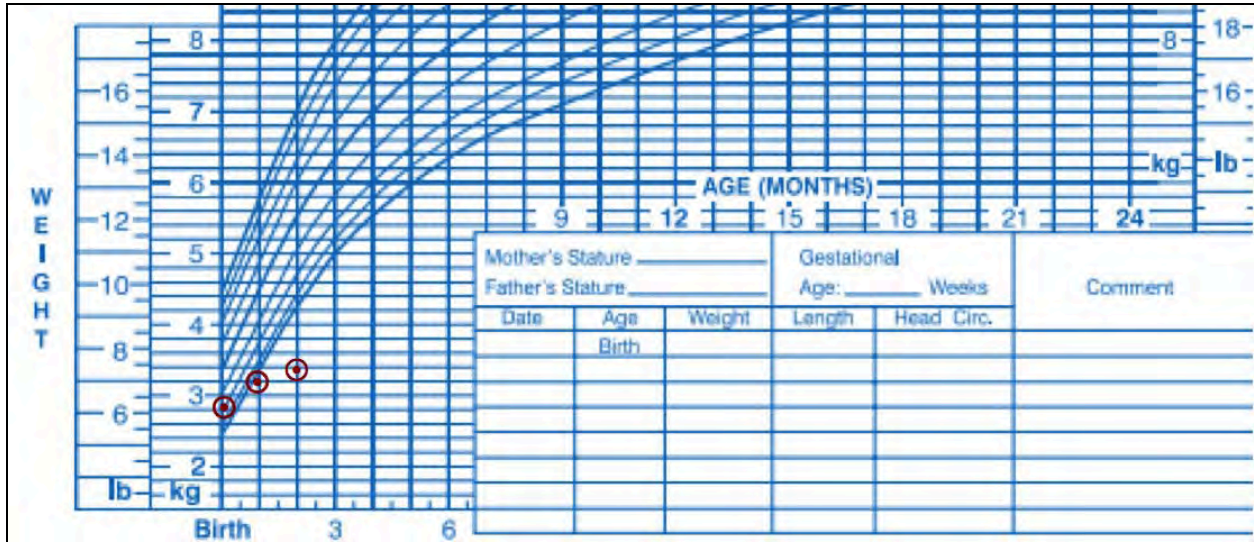 8 18
8
16 16
7
14 kg lb
W 6 AGE (MONTHS)
E 12 9 12 15 18 21 24
I 5
G 10
H 4
T 8
3
6
2
lb kg
Birth 3 6
Mother's Stature Gestational
Father's Stature Age: Weeks Comment
Date Age Weight Length Head Circ.
Birth